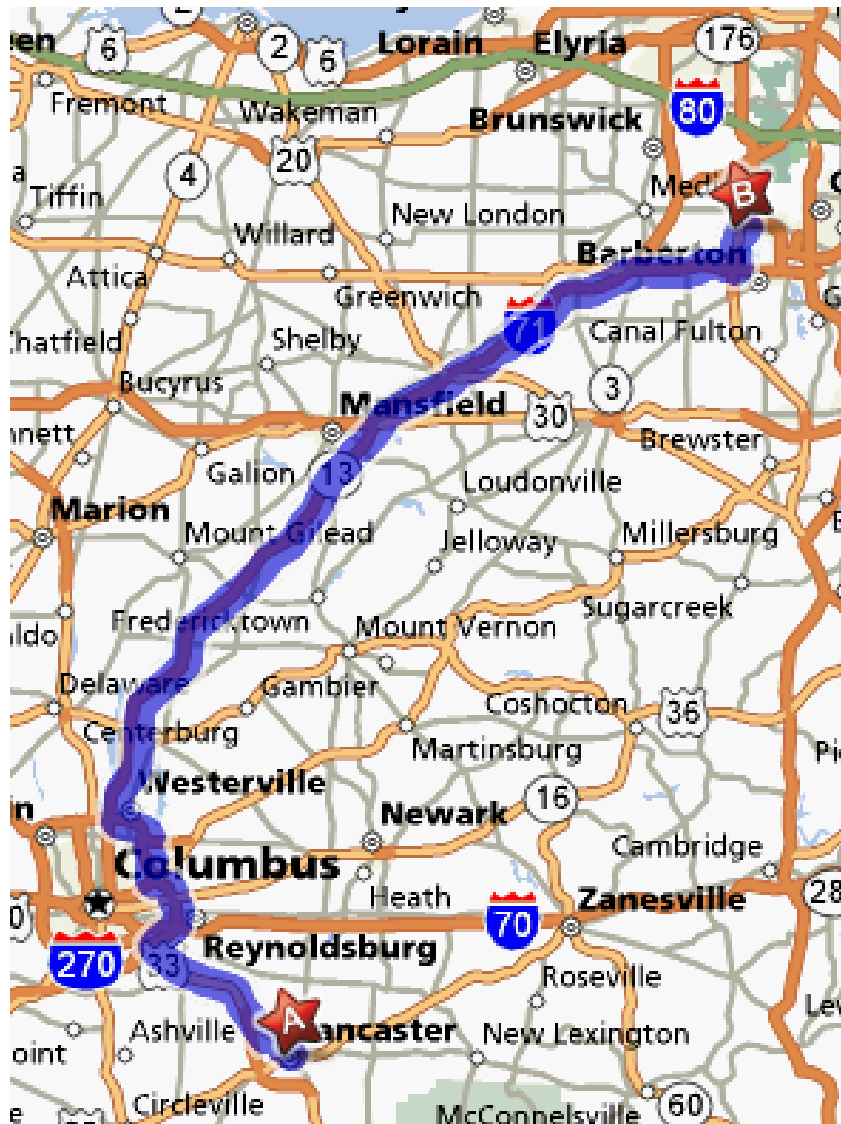 6
2
6
Lorain
Elyria
176
Fremont
Wakeman
80
Brunswick
20
4
Tiffin
Med
B
New London
Willard
Barberton
Attica
Greenwich
71
Canal Fulton
Shelby
Bucyrus
3
Mansfield
30
Brewster
Galion
13
Loudonville
Marion
Mount Gilead
Jelloway
Millersburg
Fredericktown
Sugarcreek
Mount Vernon
Delaware
Gambier
Coshocton
36
Centerburg
Martinsburg
Westerville
16
Newark
Cambridge
Columbus
Heath
Zanesville
70
Reynoldsburg
270
33
Roseville
A
Lancaster
Ashville
New Lexington
Circleville
McConnelsville
60